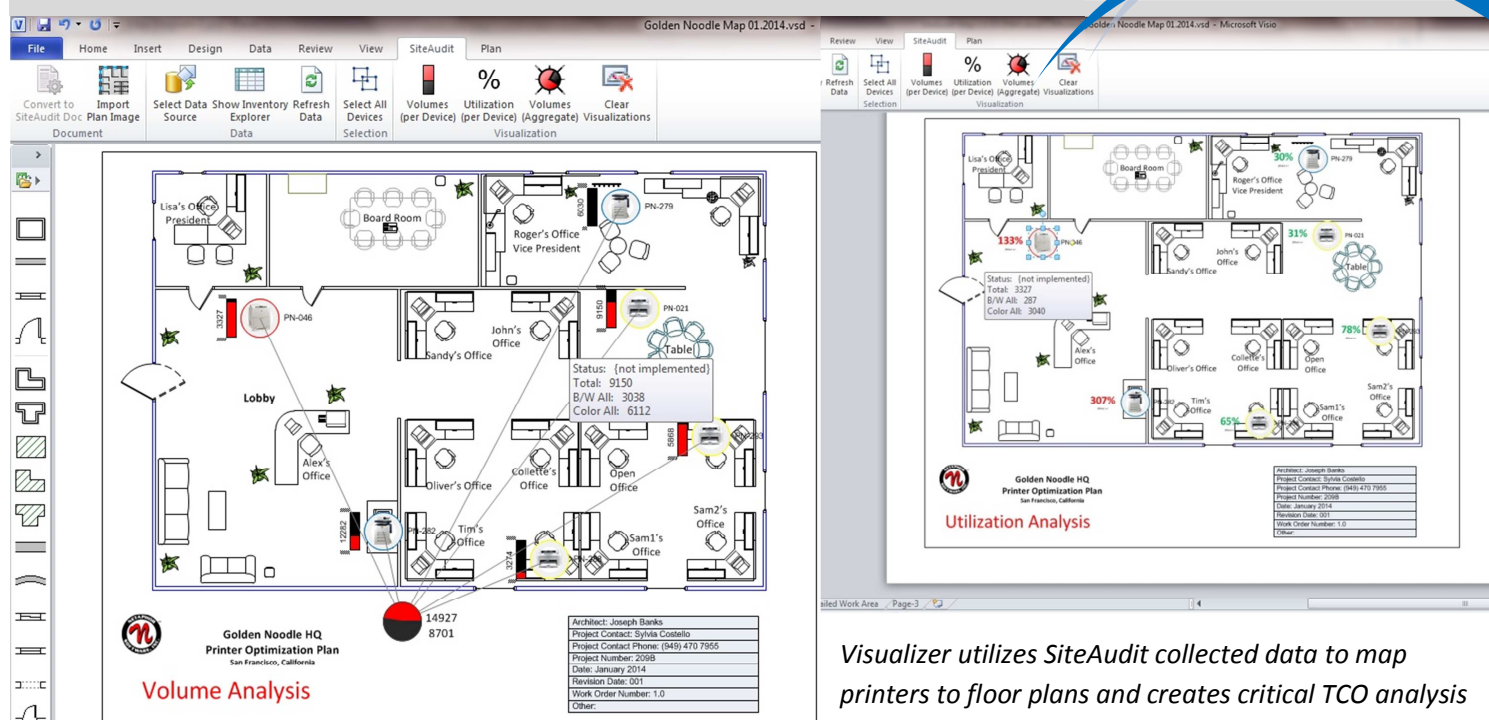 Golden Noodle Map 01.2014.vsd -
File Home Insert Design Data Review View SiteAudit Plan
Convert to SiteAudit Doc
Import Plan Image
Select Data Source
Show Inventory Explorer
Refresh Data
Select All Devices
Volumes (per Device)
Utilization (per Device)
Volumes (Aggregate)
Clear Visualizations
Document Data Selection Visualization
Lisa's Office
President
Board Room
6030
PN-279
Roger's Office
Vice President
3327
PN-046
9150
PN-021
John's
Office
Sandy's Office
Table
Status: {not implemented}
Total: 9150
B/W All: 3038
Color All: 6112
Lobby
5868
PN-293
Alex's
Office
Oliver's Office
Collette's
Office
Open
Office
12282
PN-282
Tim's
Office
3274
Sam1's
Office
Sam2's
Office
14927
8701
Golden Noodle HQ
Printer Optimization Plan
San Francisco, California
Volume Analysis
Architect: Joseph Banks
Project Contact: Sylvia Costello
Project Contact Phone: (949) 470 7955
Project Number: 209B
Date: January 2014
Revision Date: 001
Work Order Number: 1.0
Other:
Golden Noodle Map 01.2014.vsd - Microsoft Visio
Review View SiteAudit Plan
Refresh Data
Select All Devices
Volumes (per Device)
Utilization (per Device)
Volumes (Aggregate)
Clear Visualizations
Selection Visualization
Lisa's Office
President
Board Room
30%
PN-279
Roger's Office
Vice President
133%
PN-046
31%
PN-021
John's
Office
Sandy's Office
Table
Status: {not implemented}
Total: 3327
B/W All: 287
Color All: 3040
78%
Alex's
Office
Oliver's Office
Collette's
Office
Open
Office
307%
Tim's
Office
65%
Sam1's
Office
Sam2's
Office
Golden Noodle HQ
Printer Optimization Plan
San Francisco, California
Utilization Analysis
Architect: Joseph Banks
Project Contact: Sylvia Costello
Project Contact Phone: (949) 470 7955
Project Number: 209B
Date: January 2014
Revision Date: 001
Work Order Number: 1.0
Other:
ailed Work Area Page-3
Visualizer utilizes SiteAudit collected data to map
printers to floor plans and creates critical TCO analysis